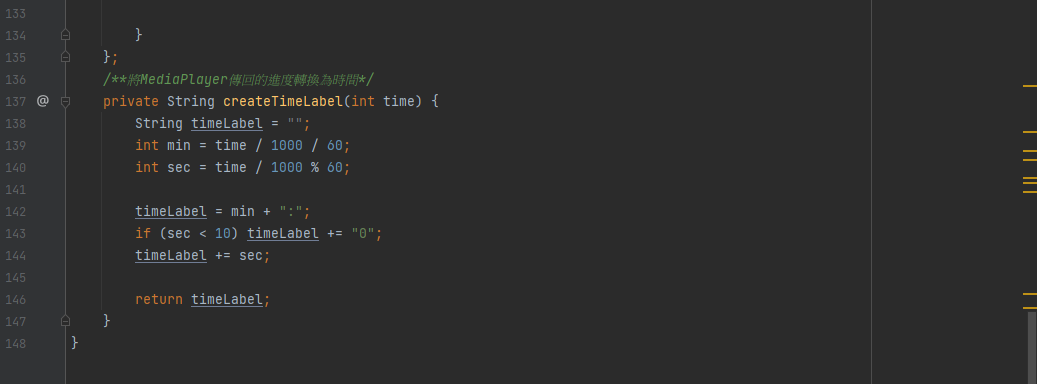 133
134 }
135 };
136 /**將MediaPlayer傳回的進度轉換為時間*/
137 @ private String createTimeLabel(int time) {
138 String timeLabel = "";
139 int min = time / 1000 / 60;
140 int sec = time / 1000 % 60;
141
142 timeLabel = min + ":";
143 if (sec < 10) timeLabel += "0";
144 timeLabel += sec;
145
146 return timeLabel;
147 }
148 }